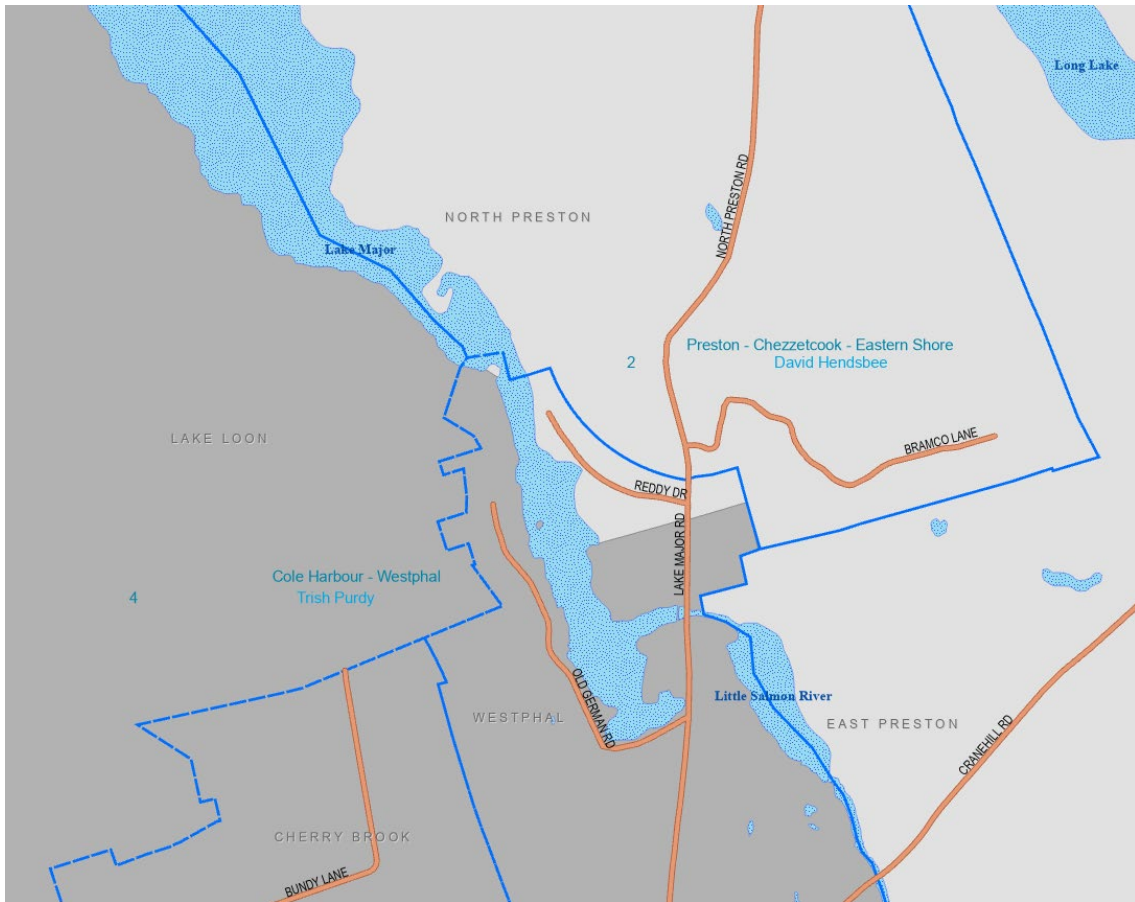 Long Lake
NORTH PRESTON RD
NORTH PRESTON
Lake Major
Preston - Chezzetcook - Eastern Shore
2
David Hendsbee
LAKE LOON
BRAMCO LANE
REDDY DR
LAKE MAJOR RD
Cole Harbour - Westphal
4
Trish Purdy
OLD GERMAN RD
Little Salmon River
WESTPHAL
EAST PRESTON
CRANEHILL RD
CHERRY BROOK
BUNDY LANE